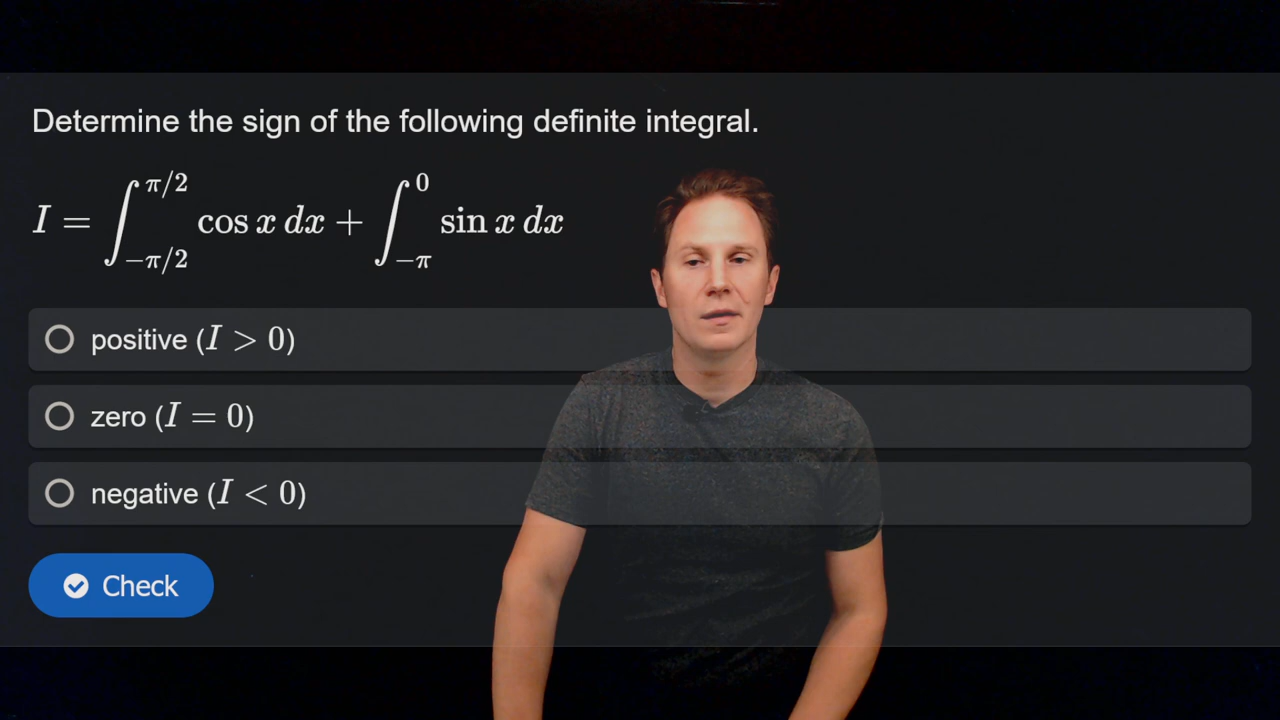 Determine the sign of the following definite integral.
I = ∫_{−π/2}^{π/2} cos x dx + ∫_{−π}^{0} sin x dx
positive (I > 0)
zero (I = 0)
negative (I < 0)
Check